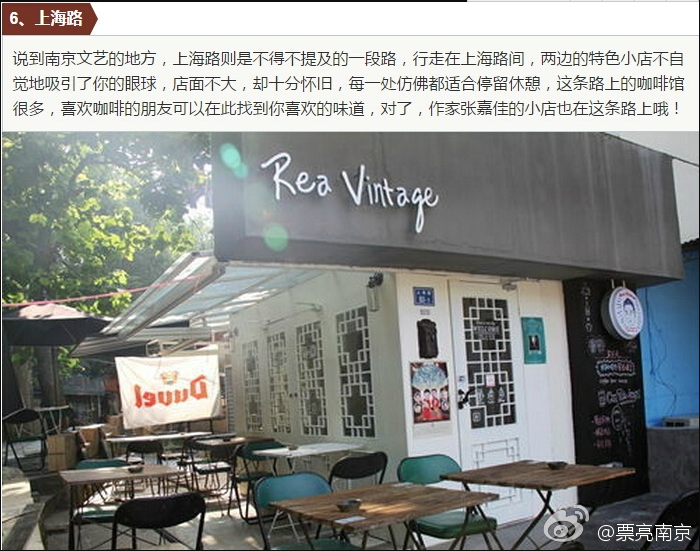 6、上海路
说到南京文艺的地方，上海路则是不得不提及的一段路，行走在上海路间，两边的特色小店不自
觉地吸引了你的眼球，店面不大，却十分怀旧，每一处仿佛都适合停留休憩，这条路上的咖啡馆
很多，喜欢咖啡的朋友可以在此找到你喜欢的味道，对了，作家张嘉佳的小店也在这条路上哦！
Rea Vintage
Duvel
@票亮南京